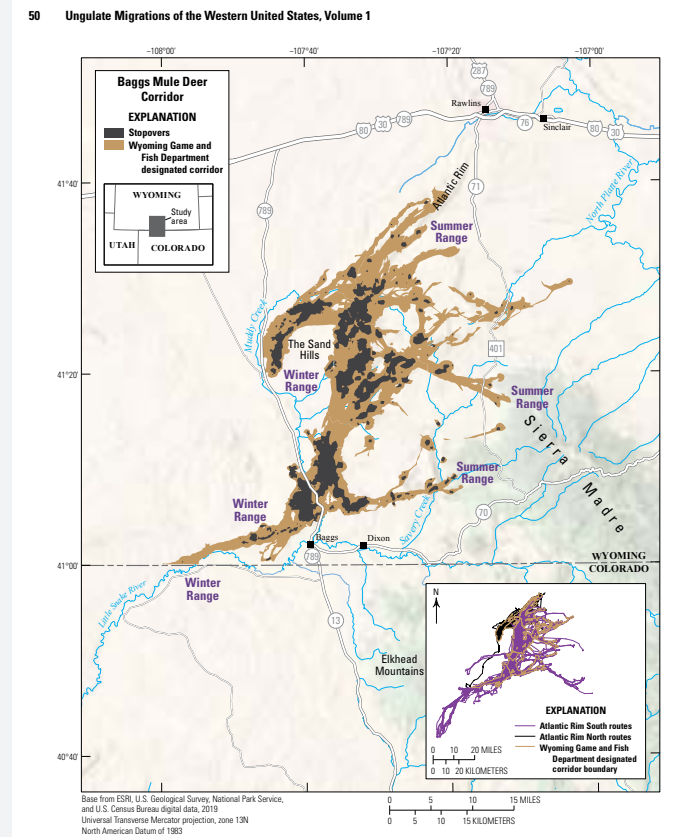 50 Ungulate Migrations of the Western United States, Volume 1
–108°00' –107°40' –107°20' –107°00'
Baggs Mule Deer
Corridor
EXPLANATION
Stopovers
Wyoming Game and
Fish Department
designated corridor
WYOMING
Study
area
UTAH COLORADO
287
789
Rawlins
80 30 789
76
Sinclair
80 30
41°40'
789
Atlantic Rim
71
North Platte River
Summer
Range
Muddy Creek
The Sand
Hills
401
41°20'
Winter
Range
Summer
Range
Sierra
Madre
Summer
Range
Winter
Range
Savery Creek
70
Baggs
Dixon
789
WYOMING
COLORADO
41°00'
Winter
Range
Little Snake River
13
Elkhead
Mountains
40°40'
N
EXPLANATION
Atlantic Rim South routes
Atlantic Rim North routes
Wyoming Game and Fish
Department designated
corridor boundary
0 10 20 MILES
0 10 20 KILOMETERS
Base from ESRI, U.S. Geological Survey, National Park Service,
and U.S. Census Bureau digital data, 2019
Universal Transverse Mercator projection, zone 13N
North American Datum of 1983
0 5 10 15 MILES
0 5 10 15 KILOMETERS